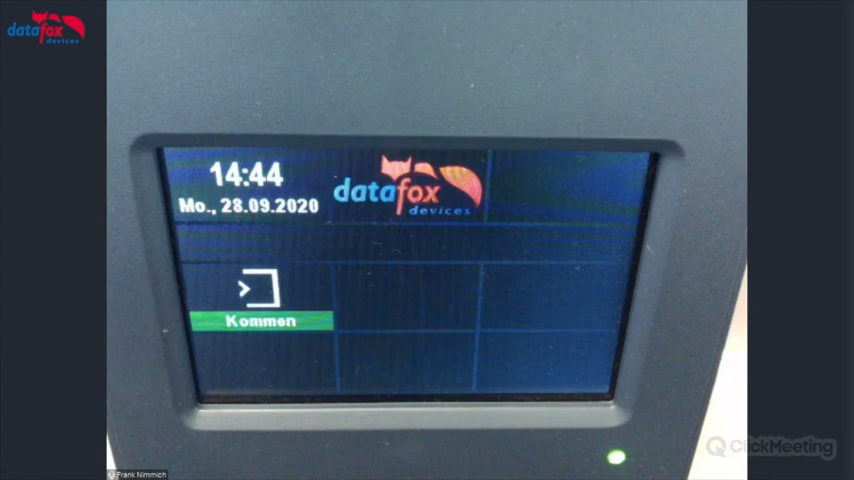 datafox
devices
14:44
Mo., 28.09.2020
datafox
devices
Kommen
Frank Nimmich
ClickMeeting